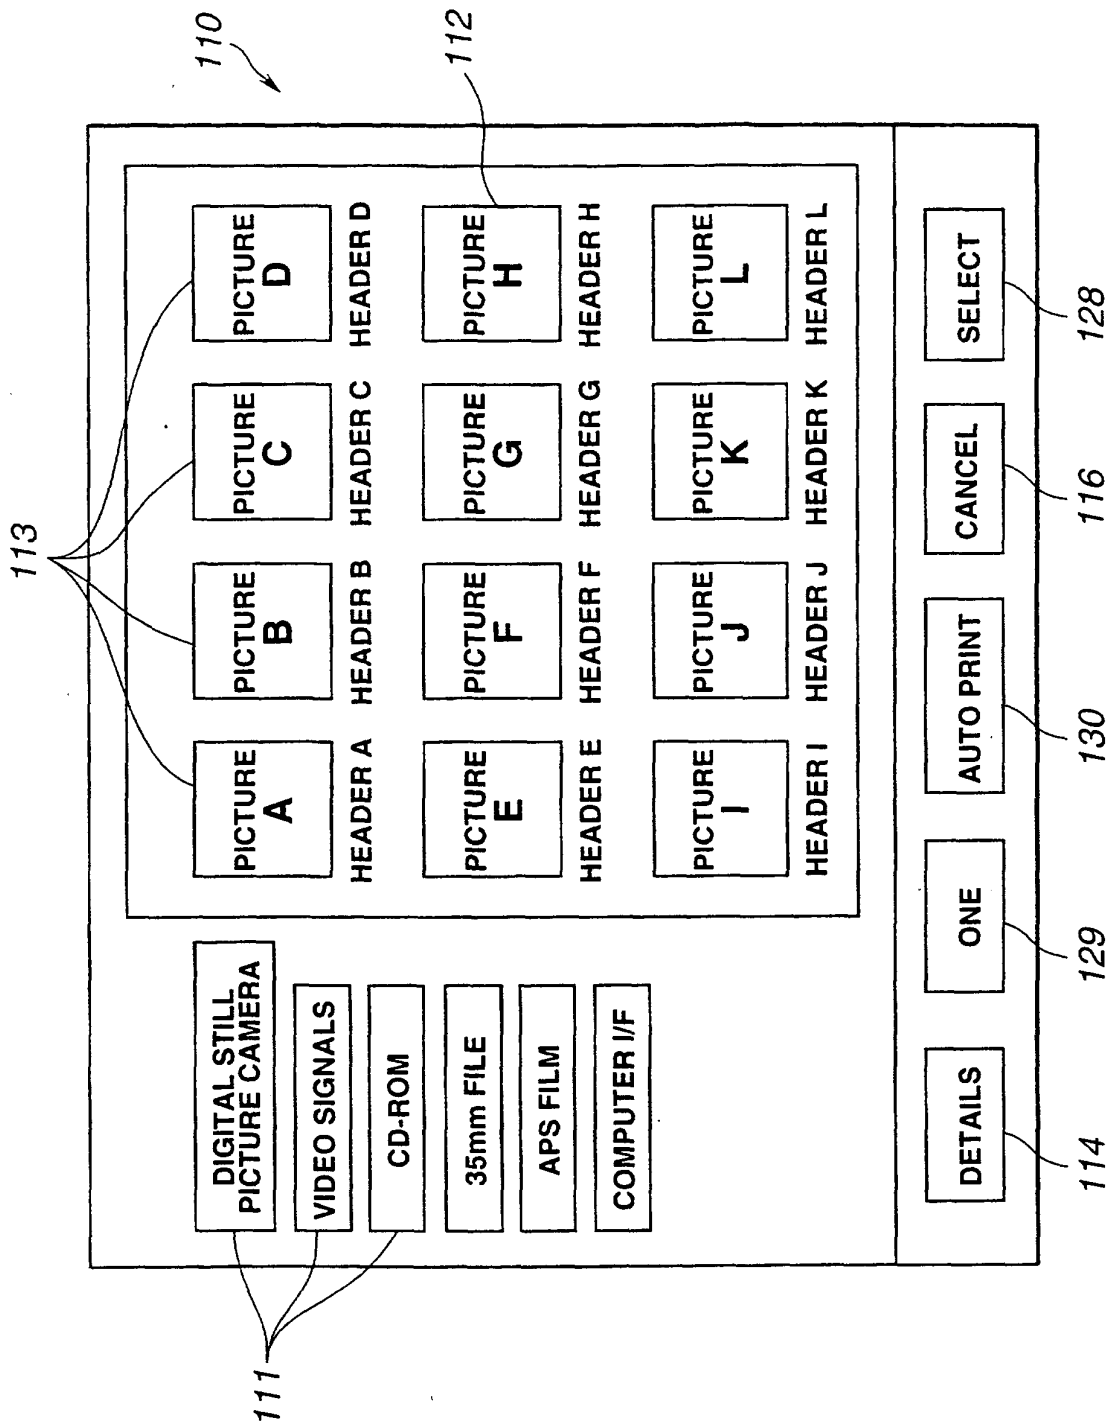 110
113
112
111
DIGITAL STILL
PICTURE CAMERA
VIDEO SIGNALS
CD-ROM
35mm FILE
APS FILM
COMPUTER I/F
PICTURE
A
PICTURE
B
PICTURE
C
PICTURE
D
HEADER A
HEADER B
HEADER C
HEADER D
PICTURE
E
PICTURE
F
PICTURE
G
PICTURE
H
HEADER E
HEADER F
HEADER G
HEADER H
PICTURE
I
PICTURE
J
PICTURE
K
PICTURE
L
HEADER I
HEADER J
HEADER K
HEADER L
DETAILS
ONE
AUTO PRINT
CANCEL
SELECT
114
129
130
116
128